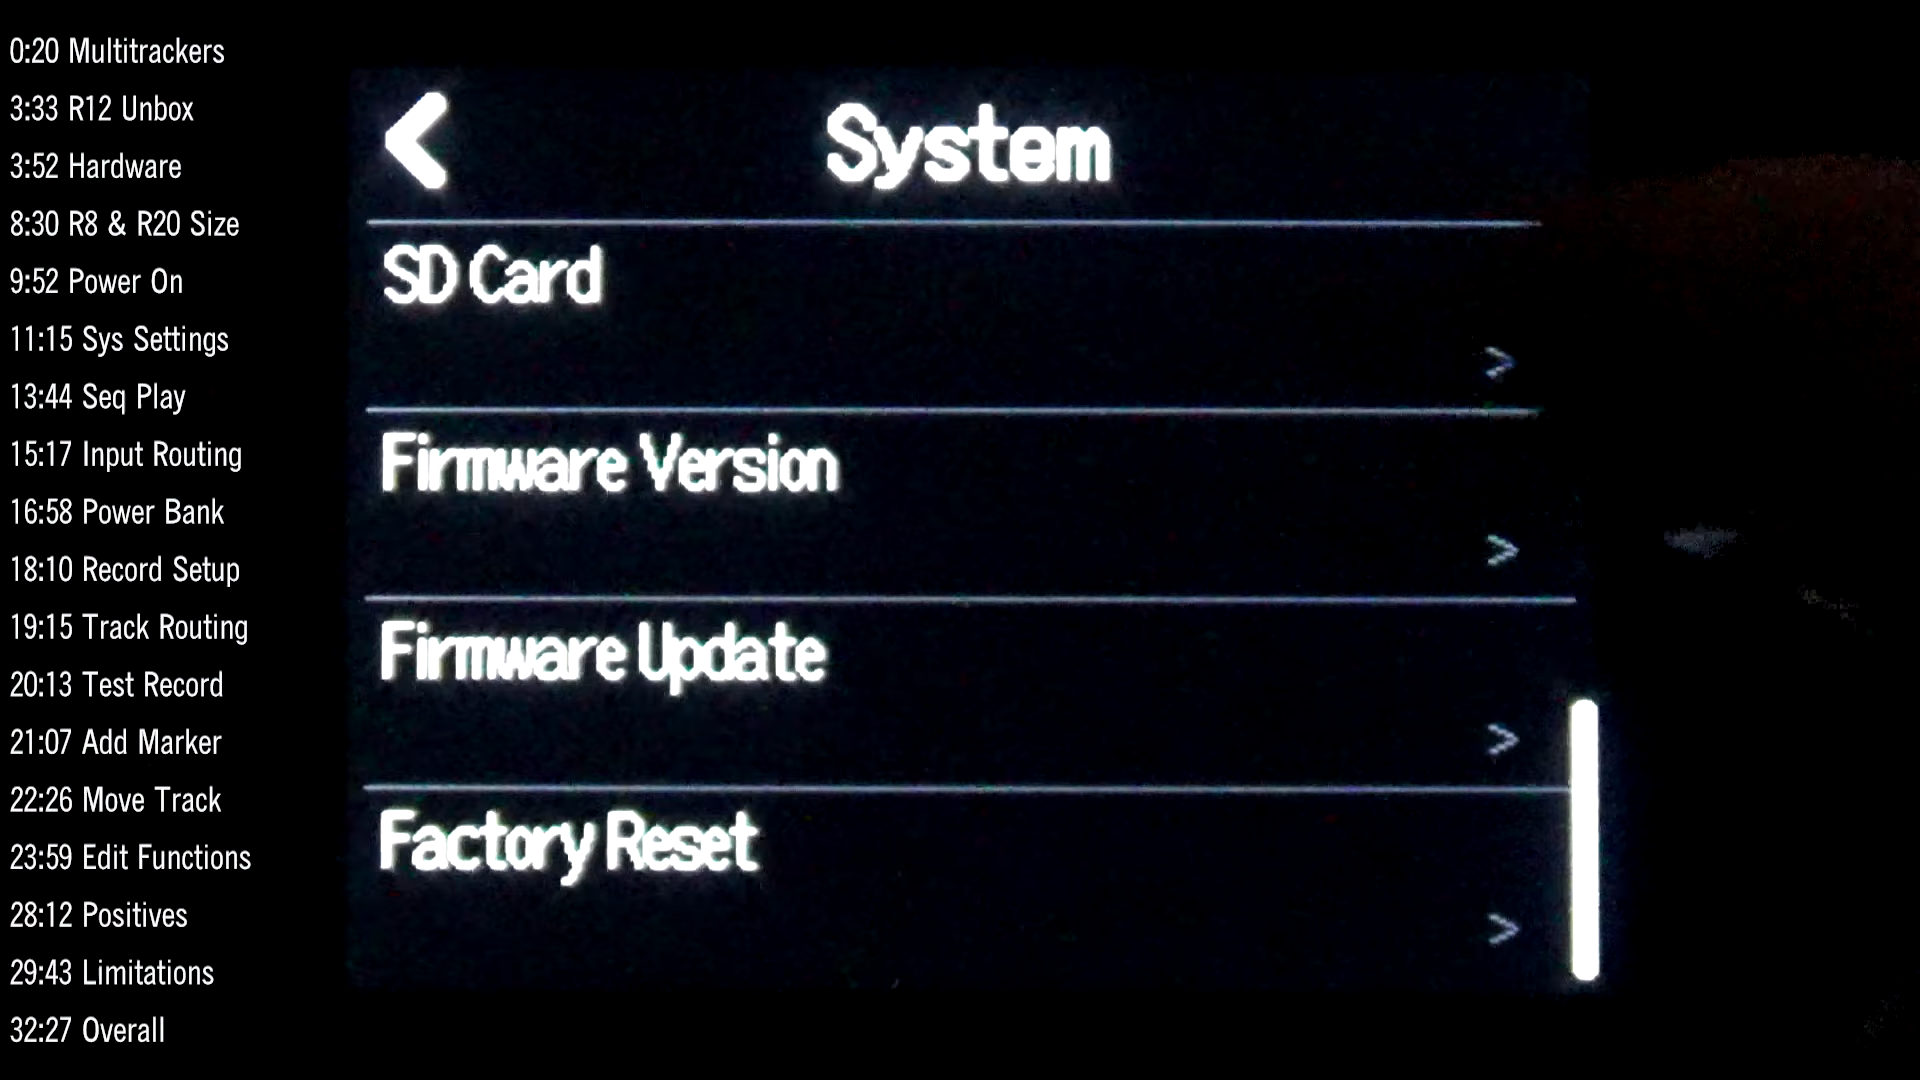 0:20 Multitrackers
3:33 R12 Unbox
3:52 Hardware
8:30 R8 & R20 Size
9:52 Power On
11:15 Sys Settings
13:44 Seq Play
15:17 Input Routing
16:58 Power Bank
18:10 Record Setup
19:15 Track Routing
20:13 Test Record
21:07 Add Marker
22:26 Move Track
23:59 Edit Functions
28:12 Positives
29:43 Limitations
32:27 Overall
System
SD Card
>
Firmware Version
>
Firmware Update
>
Factory Reset
>